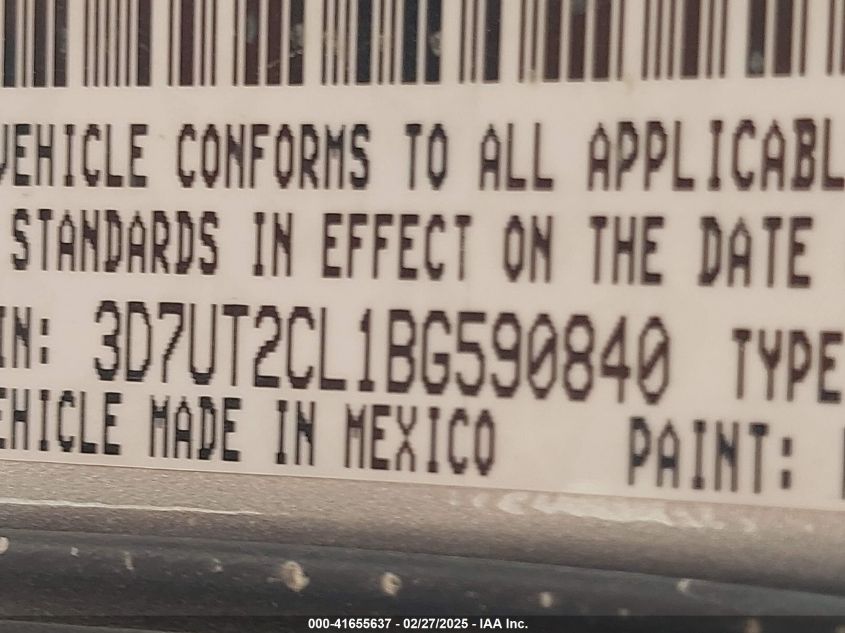 VEHICLE CONFORMS TO ALL APPLICABL
STANDARDS IN EFFECT ON THE DATE
IN: 3D7UT2CL1BG590840 TYPE
EHICLE MADE IN MEXICO PAINT:
000-41655637 - 02/27/2025 - IAA Inc.